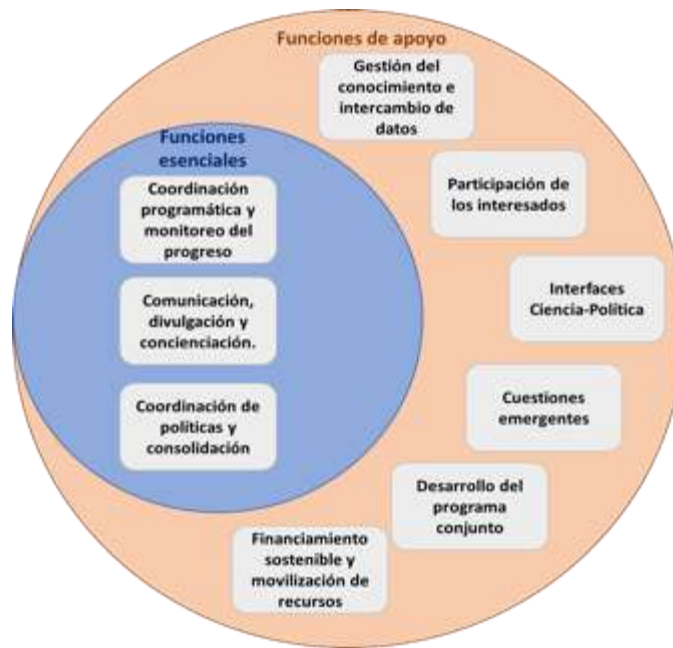 Funciones de apoyo
Gestión del
conocimiento e
intercambio de
datos
Funciones
esenciales
Coordinación
programática y
monitoreo del
progreso
Participación de
los interesados
Comunicación,
divulgación y
concienciación.
Interfaces
Ciencia-Política
Coordinación de
políticas y
consolidación
Cuestiones
emergentes
Desarrollo del
programa
conjunto
Financiamiento
sostenible y
movilización de
recursos